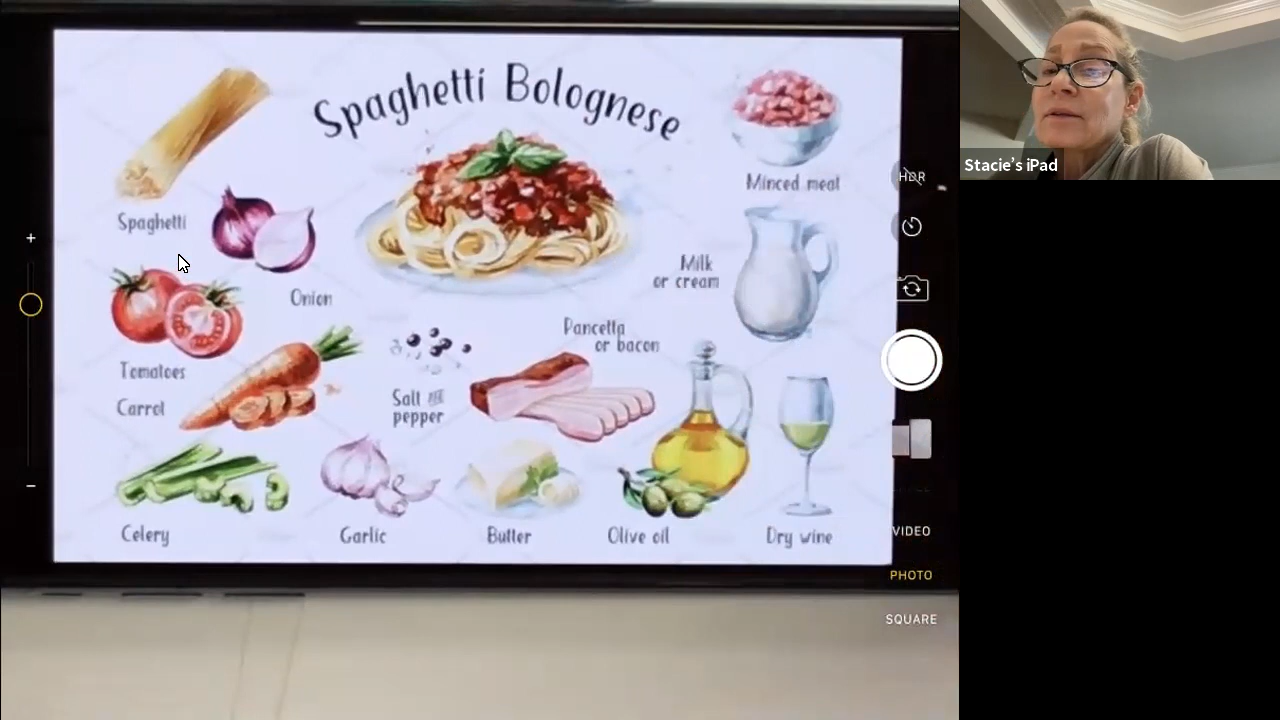 Spaghetti Bolognese
Minced meat
Spaghetti
Milk
or cream
Onion
Pancetta
or bacon
Tomatoes
Carrot
Salt and
pepper
Celery
Garlic
Butter
Olive oil
Dry wine
HDR
VIDEO
PHOTO
SQUARE
Stacie's iPad